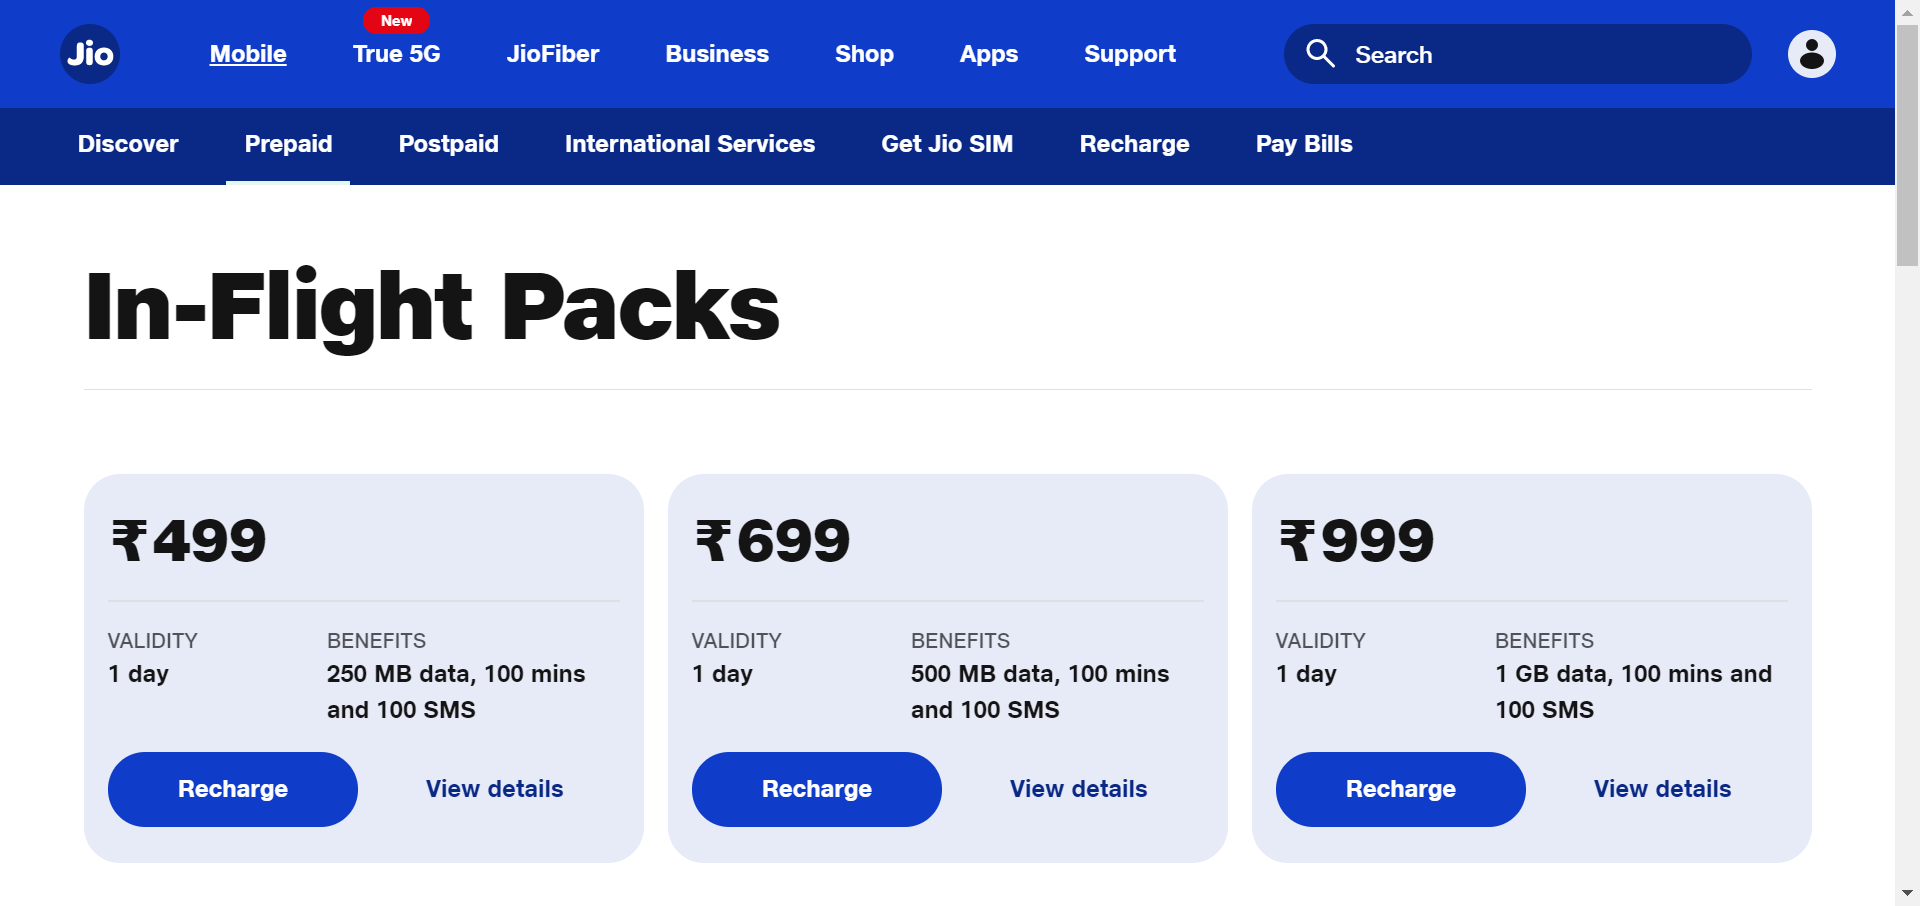 New
Jio Mobile True 5G JioFiber Business Shop Apps Support Search
Discover Prepaid Postpaid International Services Get Jio SIM Recharge Pay Bills
In-Flight Packs
₹499
VALIDITY BENEFITS
1 day 250 MB data, 100 mins
and 100 SMS
Recharge View details
₹699
VALIDITY BENEFITS
1 day 500 MB data, 100 mins
and 100 SMS
Recharge View details
₹999
VALIDITY BENEFITS
1 day 1 GB data, 100 mins and
100 SMS
Recharge View details